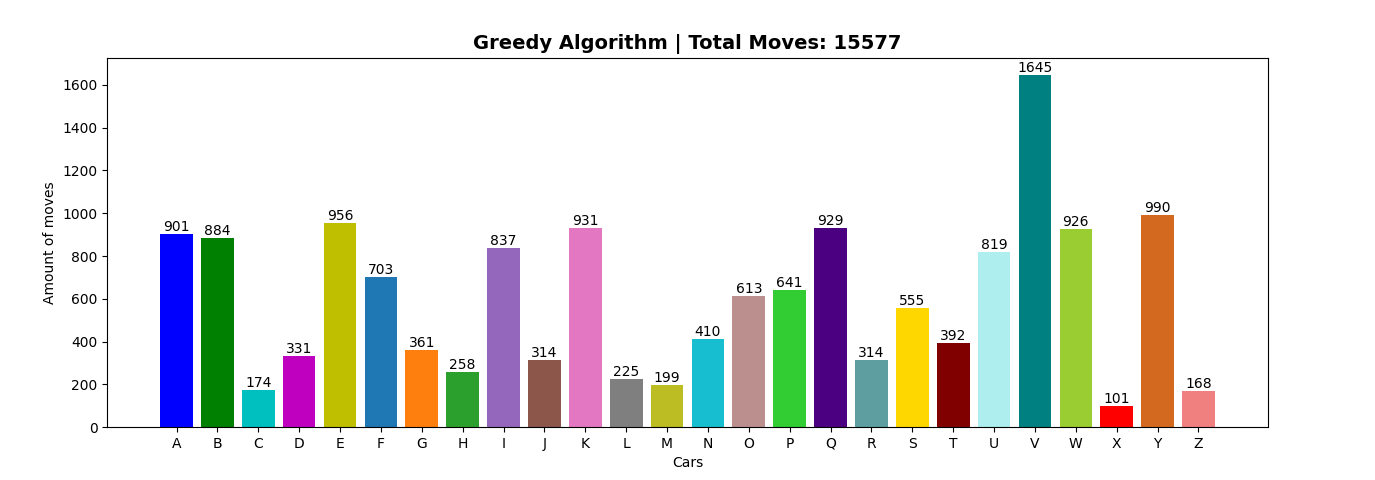 Greedy Algorithm | Total Moves: 15577
1645
1600
1400
1200
1000
800
600
400
200
0
Amount of moves
901 884 174 331 956 703 361 258 837 314 931 225 199 410 613 641 929 314 555 392 819 1645 926 101 990 168
A B C D E F G H I J K L M N O P Q R S T U V W X Y Z
Cars